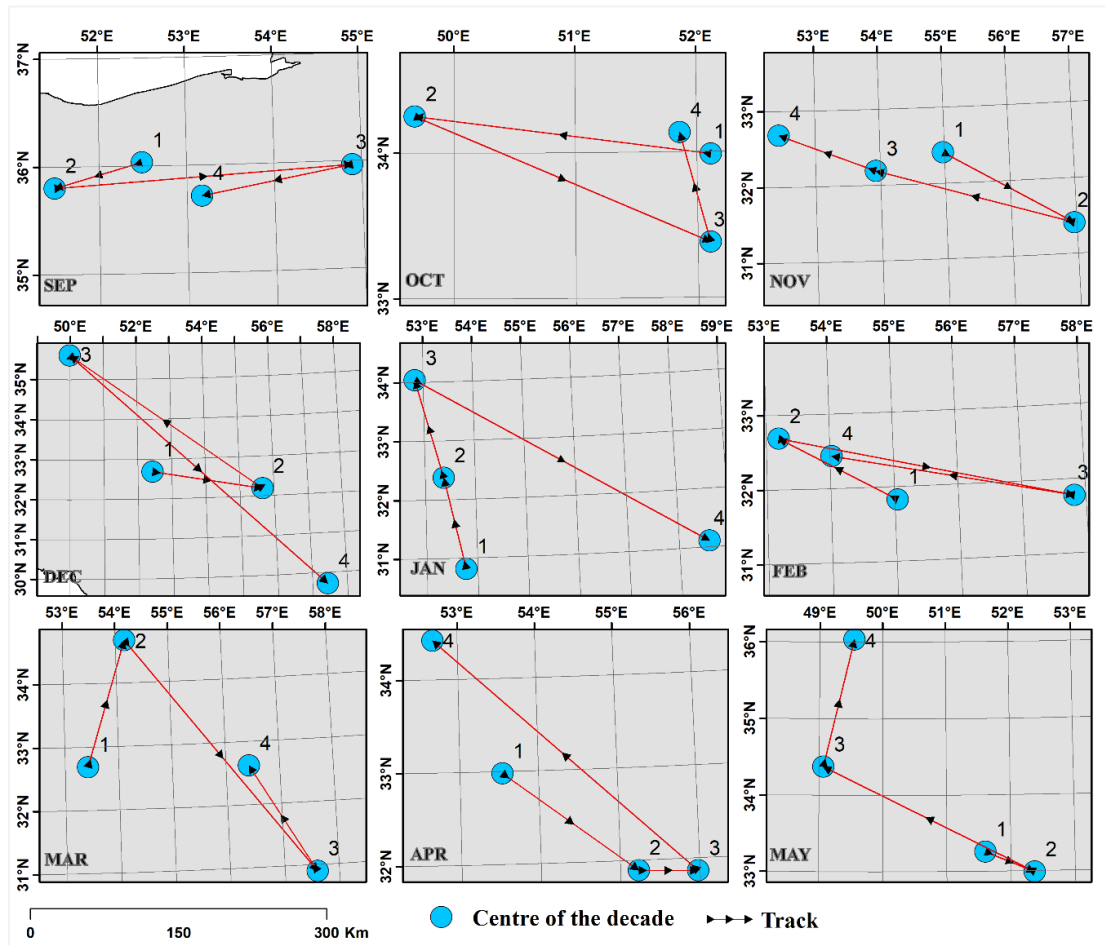 52°E 53°E 54°E 55°E
37°N
36°N
35°N
1
2
3
4
SEP
50°E 51°E 52°E
34°N
33°N
2
4
1
3
OCT
52°E 53°E 54°E 55°E 56°E 57°E
33°N
32°N
31°N
4
3
1
2
NOV
50°E 52°E 54°E 56°E 58°E
35°N
34°N
33°N
32°N
31°N
30°N
3
1
2
4
DEC
53°E 54°E 55°E 56°E 57°E 58°E 59°E
34°N
33°N
32°N
31°N
3
2
4
1
JAN
53°E 54°E 55°E 56°E 57°E 58°E
33°N
32°N
31°N
2
4
1
3
FEB
53°E 54°E 55°E 56°E 57°E 58°E
34°N
33°N
32°N
31°N
2
1
4
3
MAR
53°E 54°E 55°E 56°E
34°N
33°N
32°N
4
1
2
3
APR
49°E 50°E 51°E 52°E 53°E
36°N
35°N
34°N
33°N
4
3
1
2
MAY
0 150 300 Km
Centre of the decade
Track